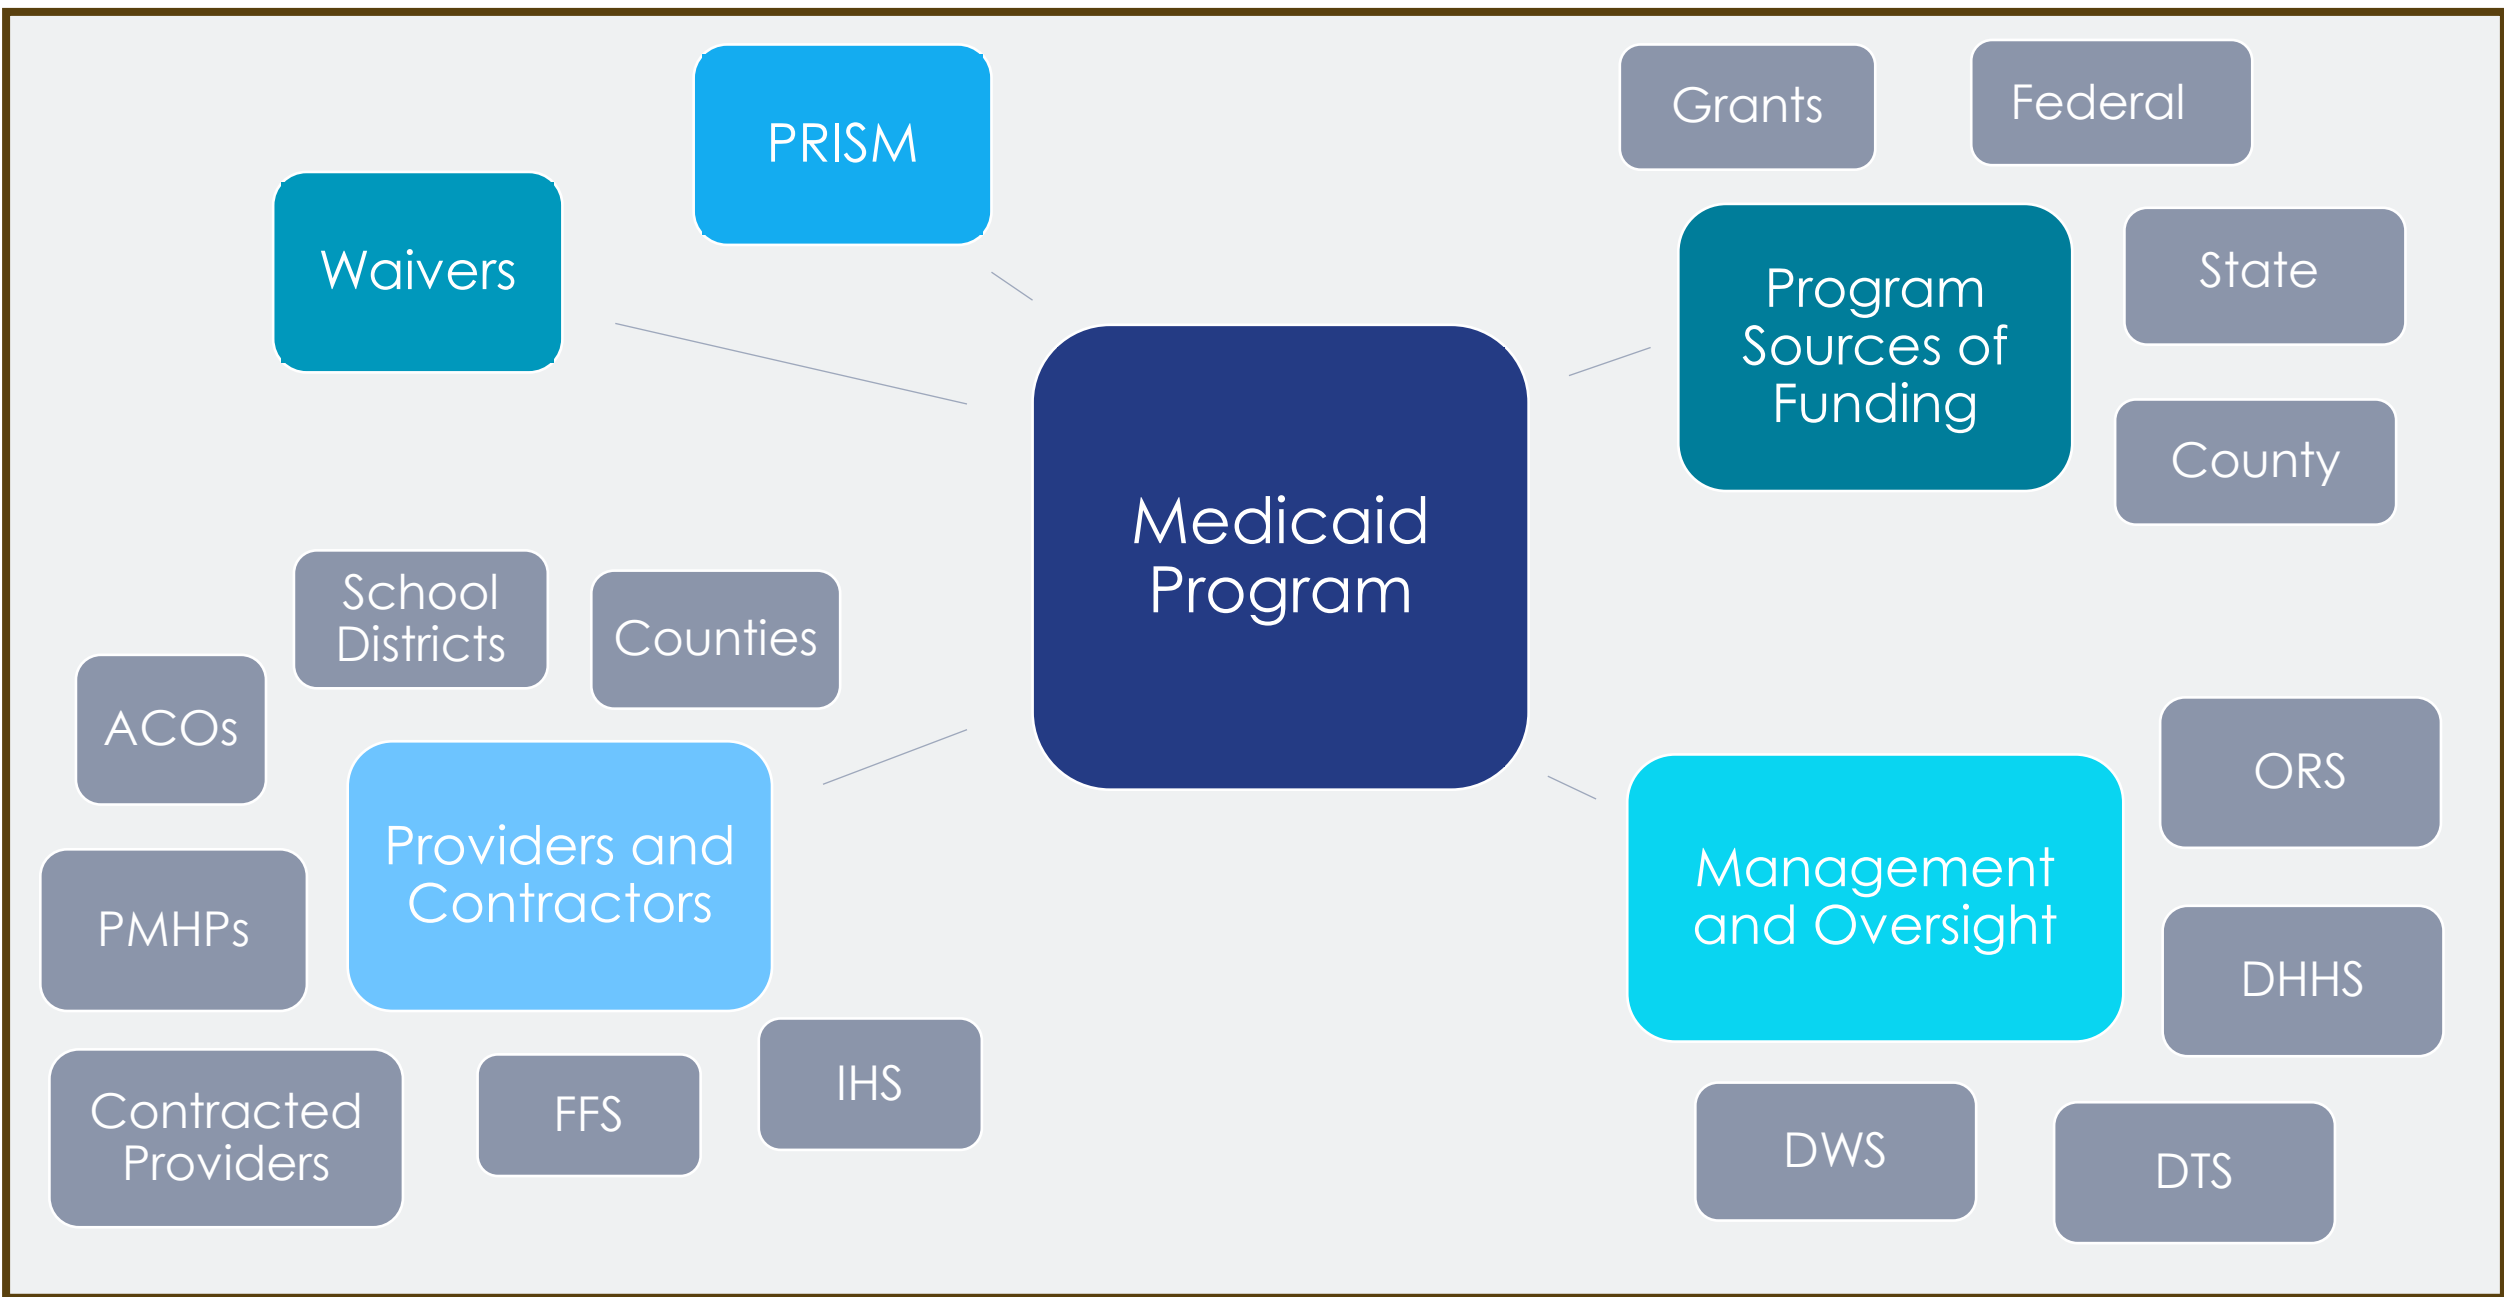 PRISM
Waivers
Grants
Federal
Program
Sources of
Funding
State
County
Medicaid
Program
School
Districts
Counties
ACOs
Providers and
Contractors
PMHPs
Contracted
Providers
FFS
IHS
Management
and Oversight
ORS
DHHS
DWS
DTS